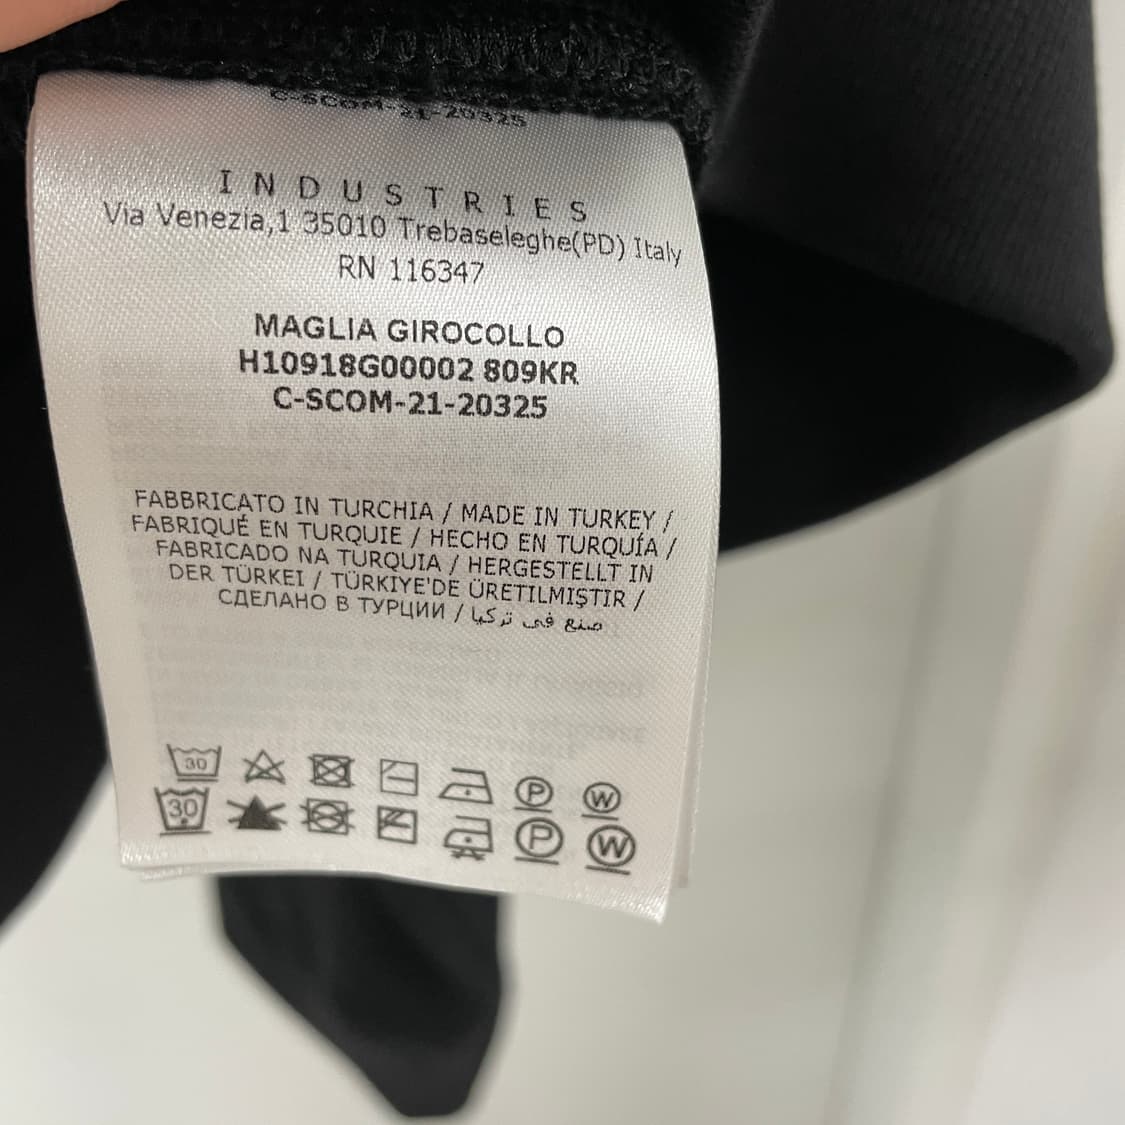 C-SCOM-21-20325
INDUSTRIES
Via Venezia,1 35010 Trebaseleghe(PD) Italy
RN 116347
MAGLIA GIROCOLLO
H10918G00002 809KR
C-SCOM-21-20325
FABBRICATO IN TURCHIA / MADE IN TURKEY /
FABRIQUÉ EN TURQUIE / HECHO EN TURQUÍA /
FABRICADO NA TURQUIA / HERGESTELLT IN
DER TÜRKEI / TÜRKIYE'DE ÜRETILMIŞTIR /
СДЕЛАНО В ТУРЦИИ / صنع في تركيا
30 P W
30 P W